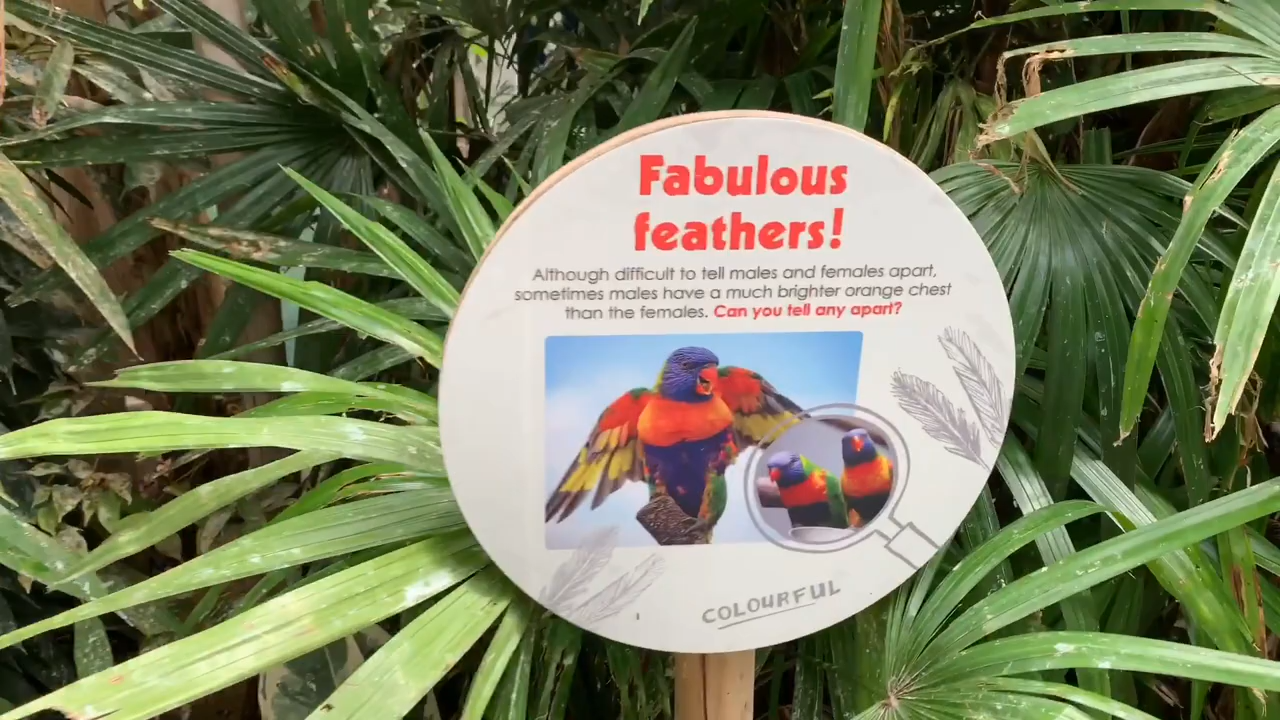 Fabulous
feathers!
Although difficult to tell males and females apart,
sometimes males have a much brighter orange chest
than the females. Can you tell any apart?
COLOURFUL